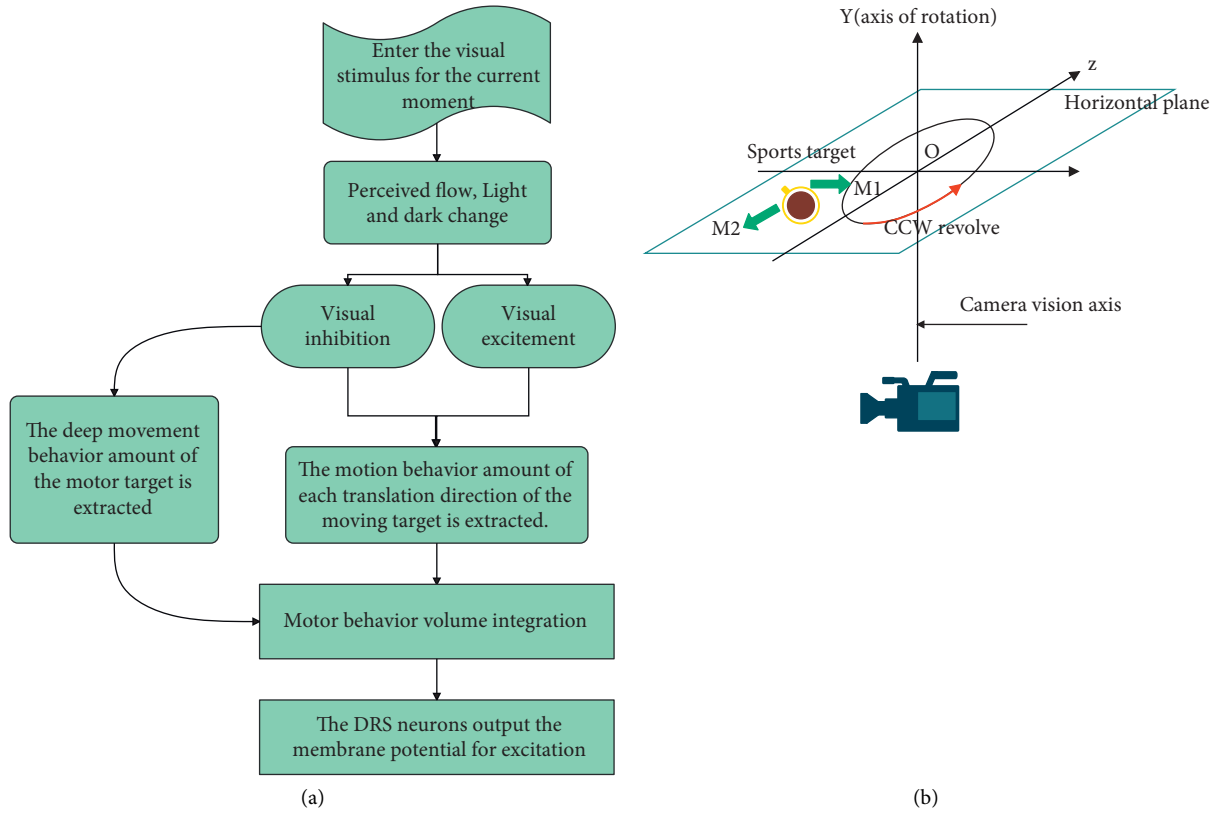 Enter the visual
stimulus for the current
moment
Perceived flow, Light
and dark change
Visual
inhibition
Visual
excitement
The deep movement
behavior amount of
the motor target is
extracted
The motion behavior amount of
each translation direction of the
moving target is extracted.
Motor behavior volume integration
The DRS neurons output the
membrane potential for excitation
(a)
Y(axis of rotation)
z
Horizontal plane
Sports target
O
M1
M2
CCW revolve
Camera vision axis
(b)